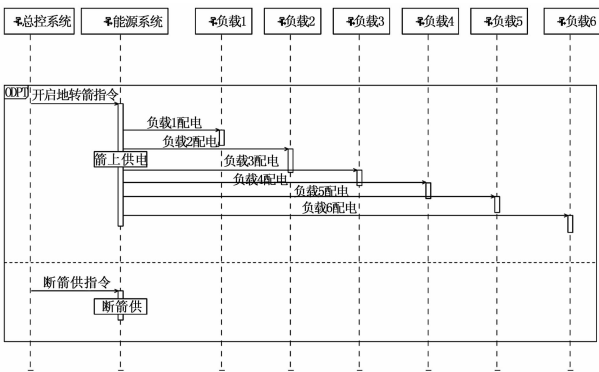 总控系统
能源系统
负载1
负载2
负载3
负载4
负载5
负载6
开启地转箭指令
负载1配电
负载2配电
箭上供电
负载3配电
负载4配电
负载5配电
负载6配电
断箭供指令
断箭供